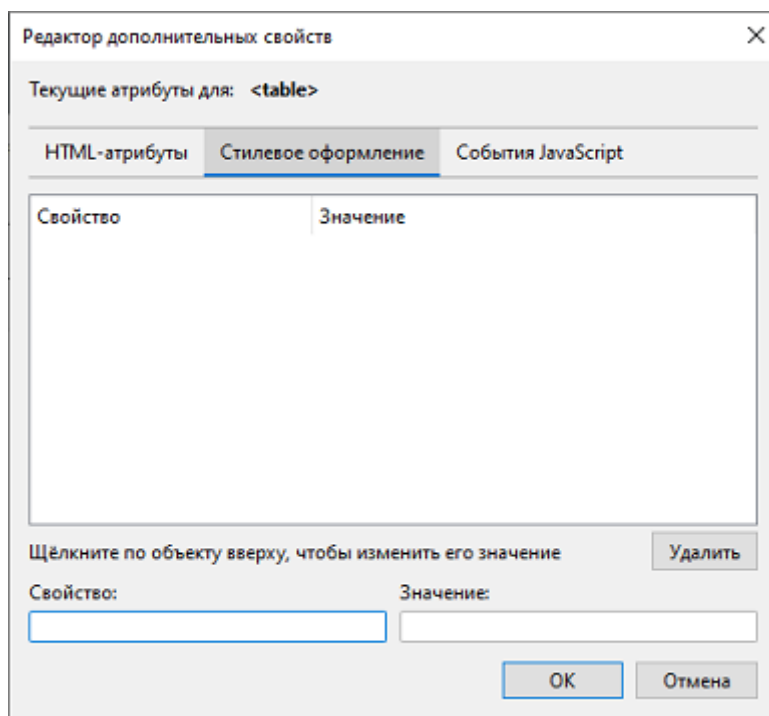 Редактор дополнительных свойств
Текущие атрибуты для: <table>
HTML-атрибуты Стилевое оформление События JavaScript
Свойство Значение
Щёлкните по объекту вверху, чтобы изменить его значение Удалить
Свойство: Значение:
ОК Отмена